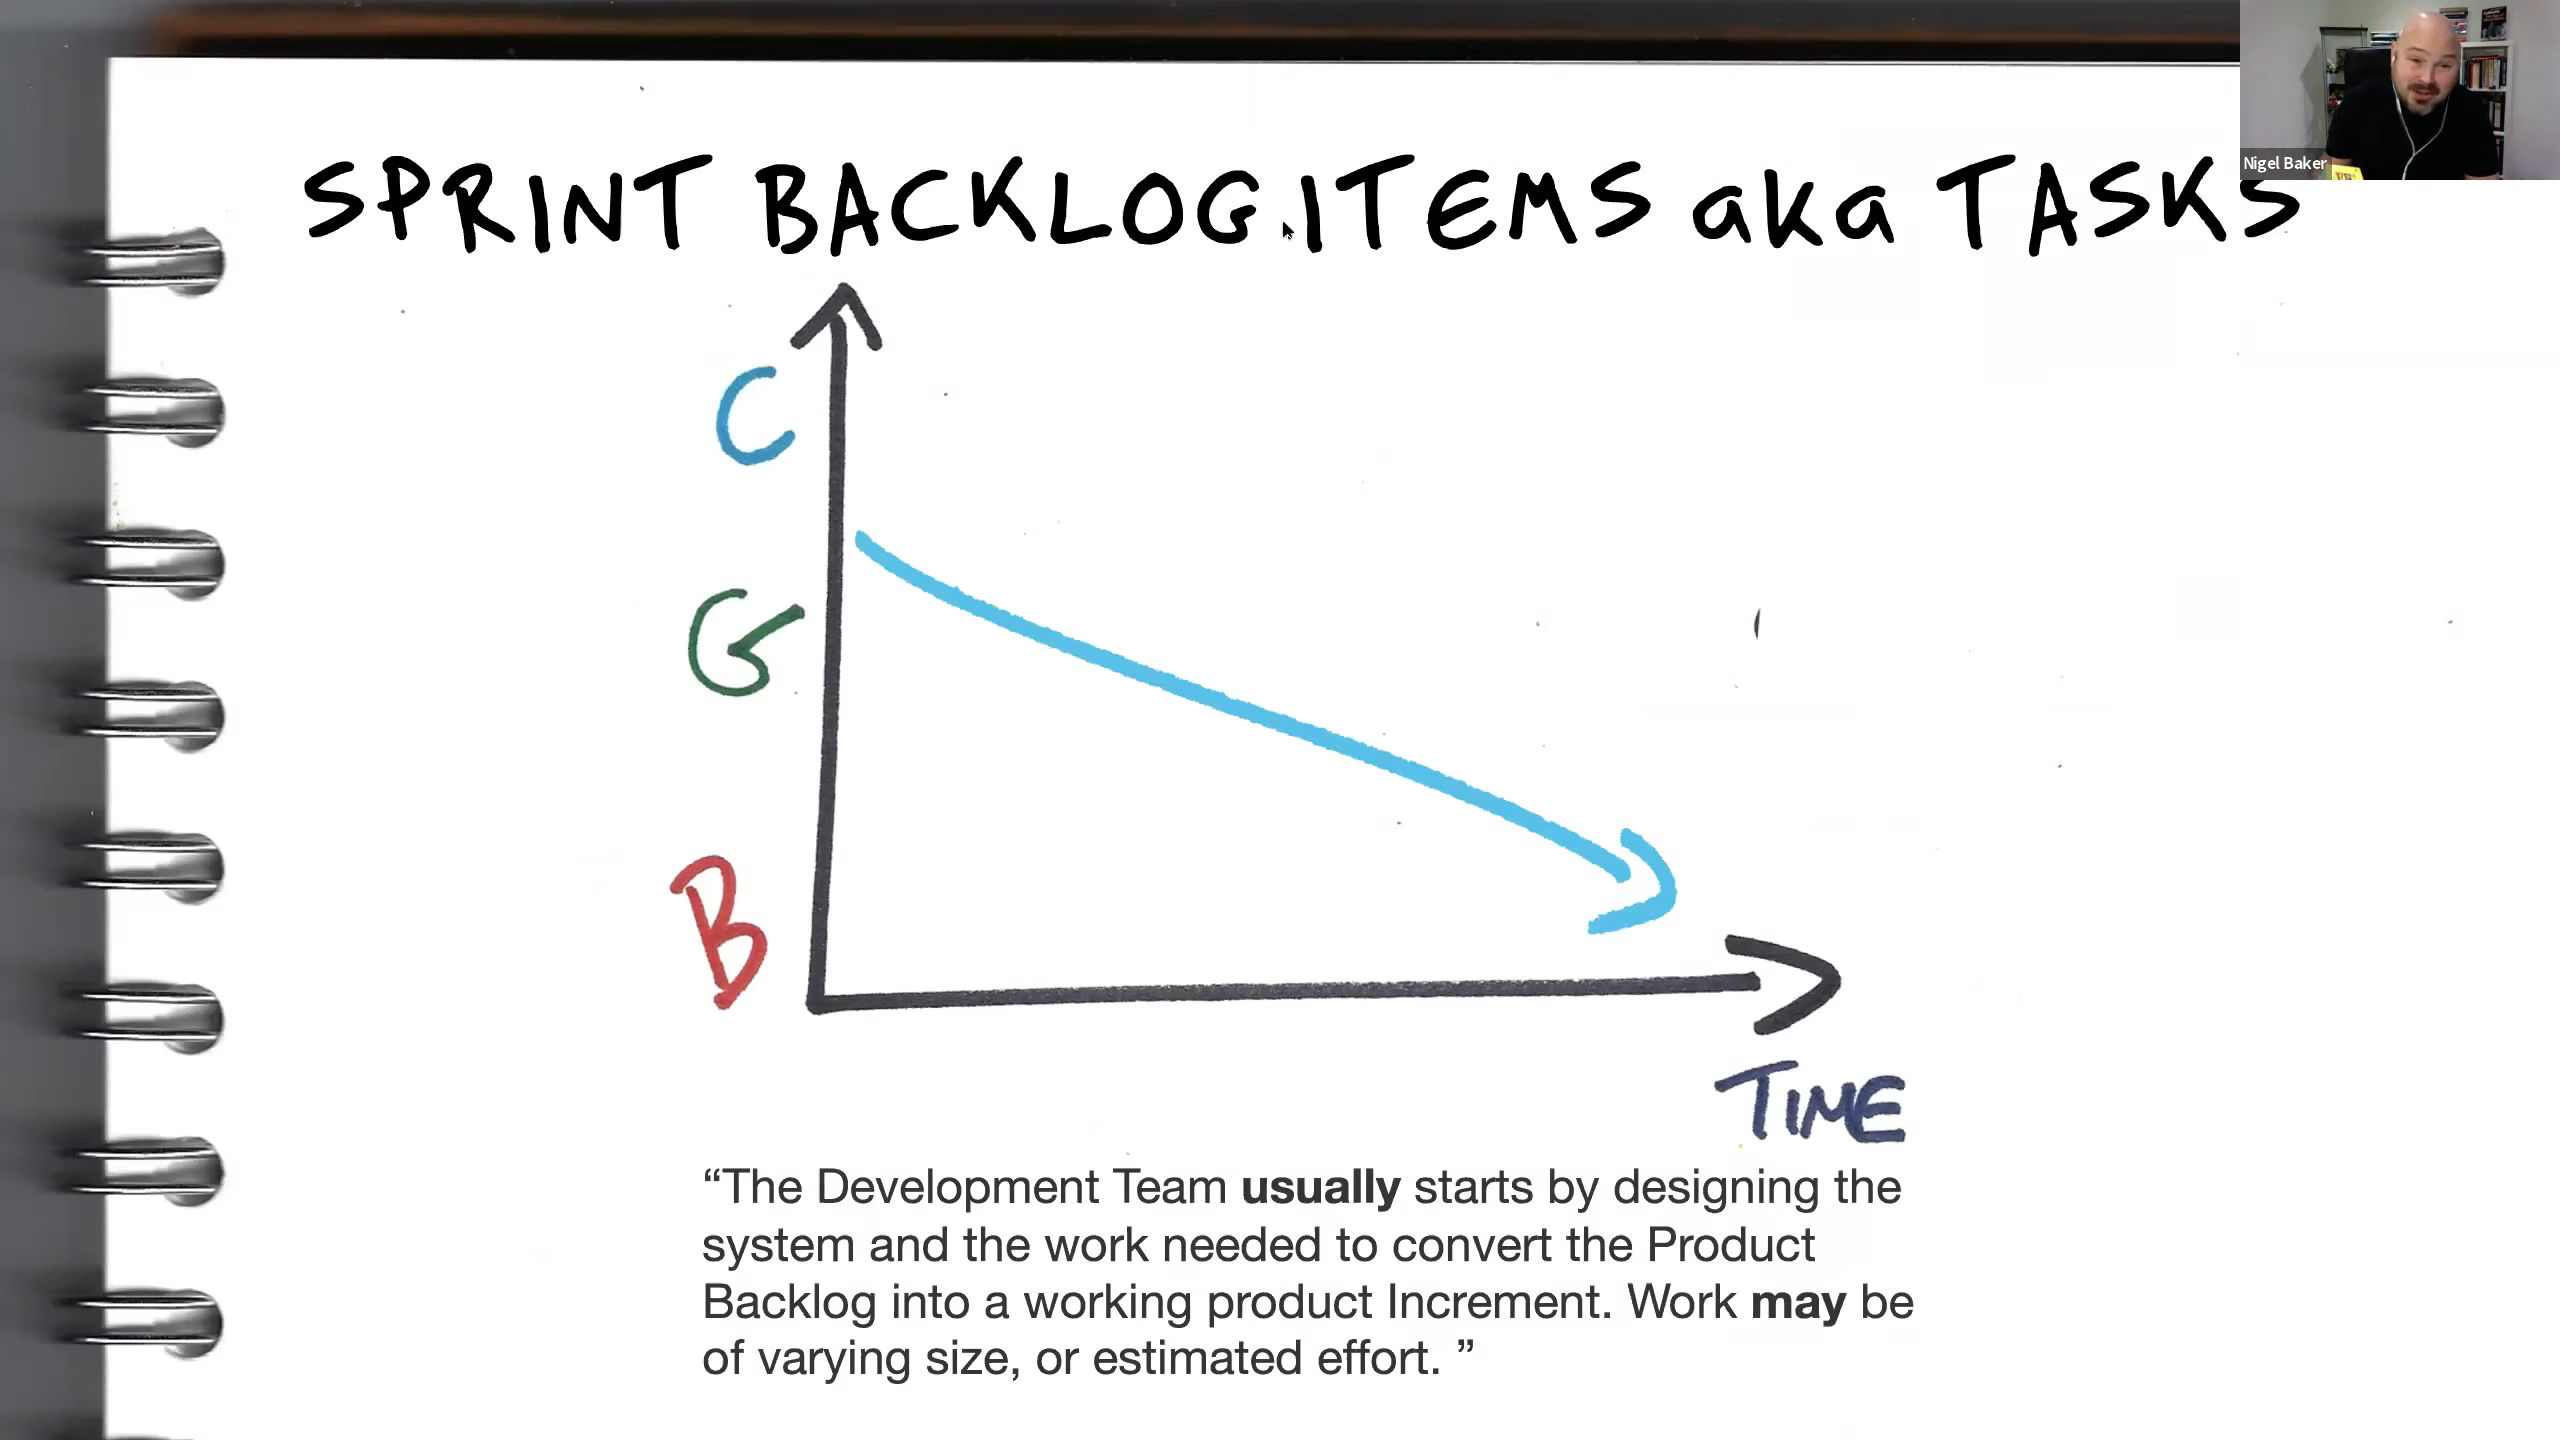 Nigel Baker
SPRINT BACKLOG ITEMS aka TASKS
C
G
B
TIME
“The Development Team usually starts by designing the
system and the work needed to convert the Product
Backlog into a working product Increment. Work may be
of varying size, or estimated effort. ”